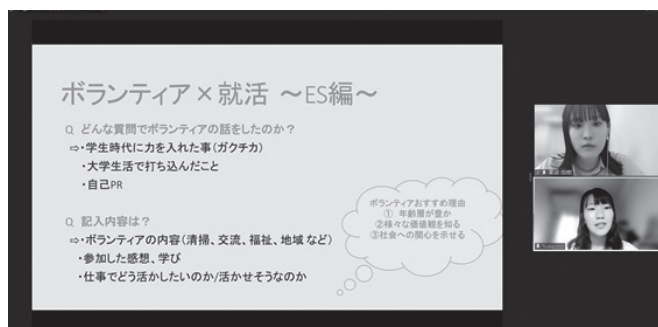 ボランティア×就活 ～ES編～
Q どんな質問でボランティアの話をしたのか？
⇨・学生時代に力を入れた事（ガクチカ）
・大学生活で打ち込んだこと
・自己PR
Q 記入内容は？
⇨・ボランティアの内容（清掃、交流、福祉、地域 など）
・参加した感想、学び
・仕事でどう活かしたいのか/活かせそうなのか
ボランティアおすすめ理由
① 年齢層が豊か
②様々な価値観を知る
③社会への関心を示せる